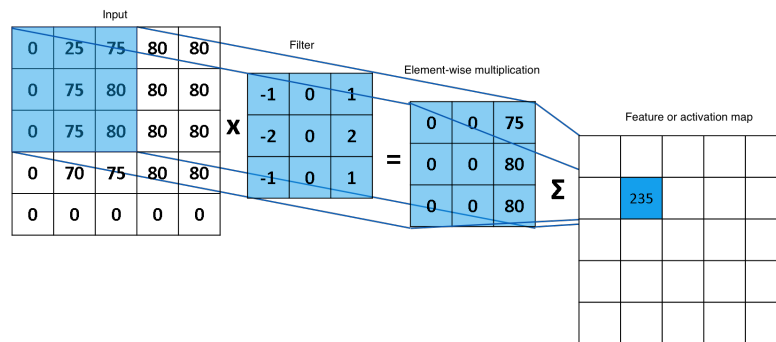 Input
0 25 75 80 80
0 75 80 80 80
0 75 80 80 80
0 70 75 80 80
0 0 0 0 0
x
Filter
-1 0 1
-2 0 2
-1 0 1
=
Element-wise multiplication
0 0 75
0 0 80
0 0 80
Σ
Feature or activation map
235